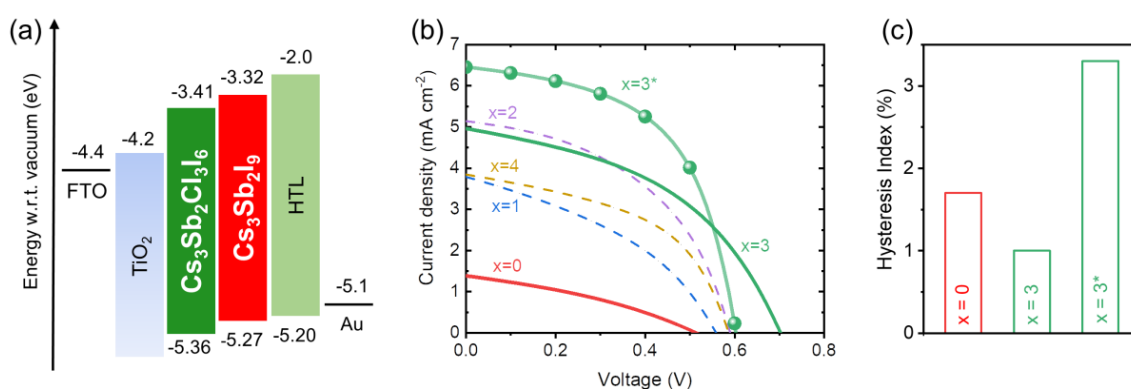 (a)
Energy w.r.t. vacuum (eV)
-4.4
FTO
-4.2
TiO₂
-3.41
Cs₃Sb₂Cl₃I₆
-5.36
-3.32
Cs₃Sb₂I₉
-5.27
-2.0
HTL
-5.20
-5.1
Au
(b)
Current density (mA cm⁻²)
7
6
5
4
3
2
1
0
x=3*
x=2
x=4
x=1
x=3
x=0
0.0 0.2 0.4 0.6 0.8
Voltage (V)
(c)
Hysteresis Index (%)
3
2
1
0
x = 0
x = 3
x = 3*